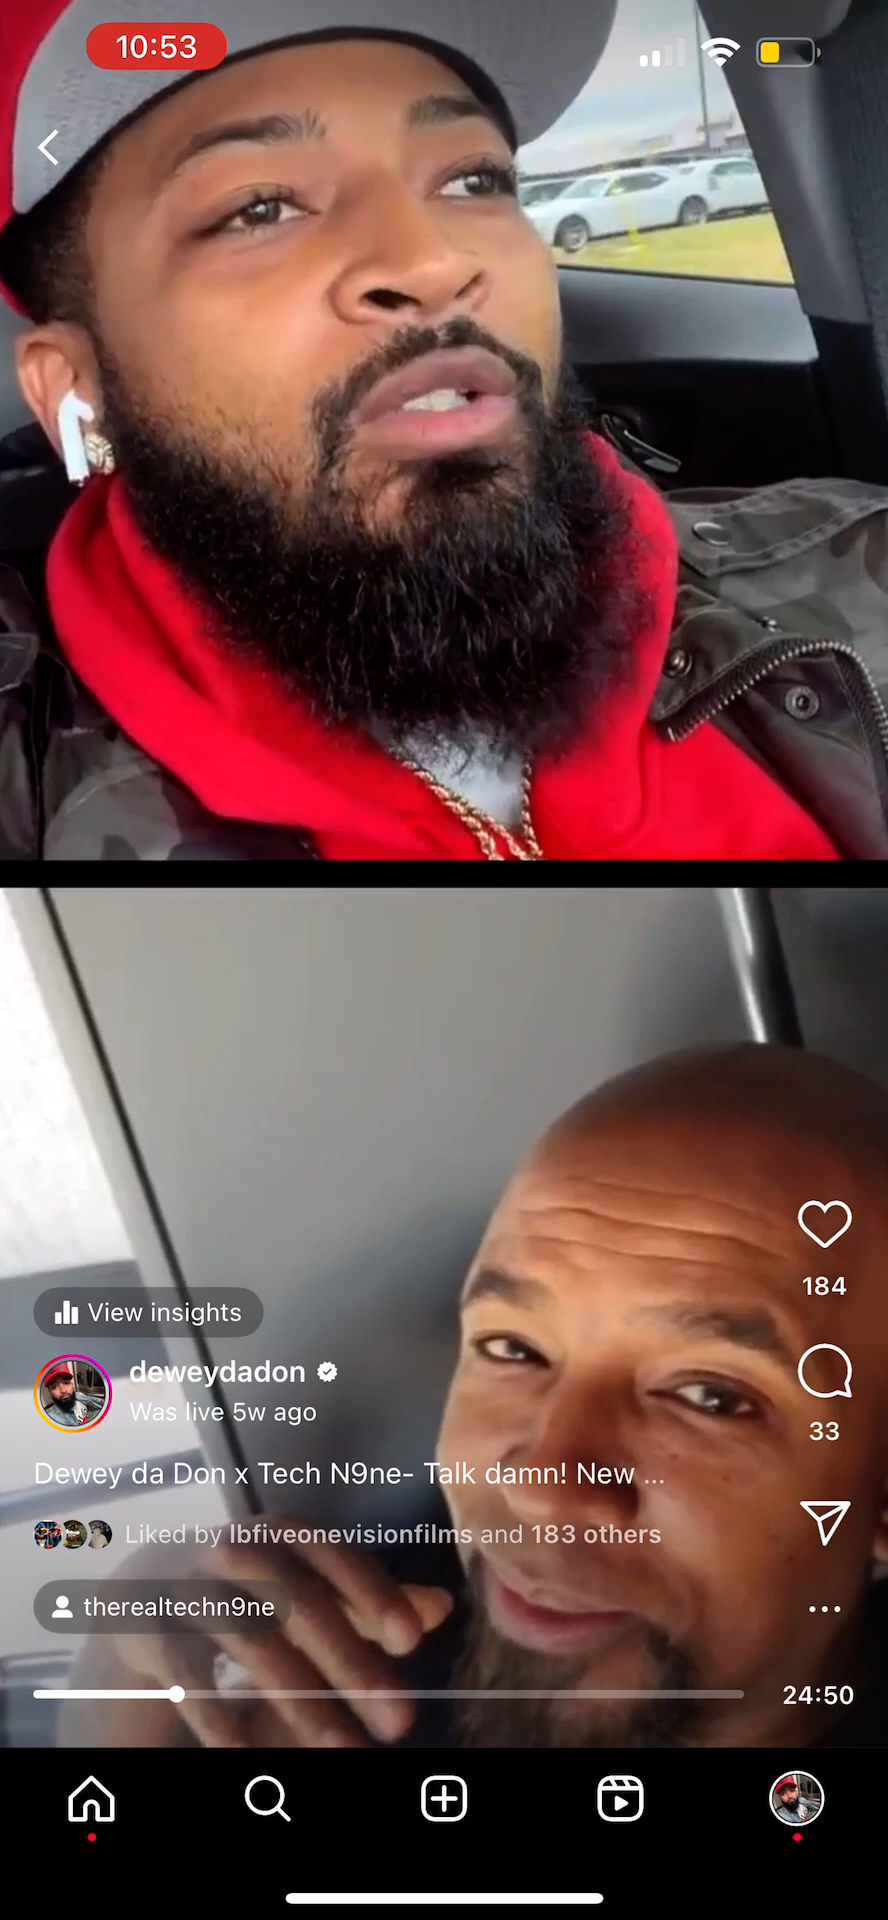 10:53
View insights
deweydadon
Was live 5w ago
Dewey da Don x Tech N9ne- Talk damn! New ...
Liked by lbfiveonevisionfilms and 183 others
therealtechn9ne
184
33
24:50